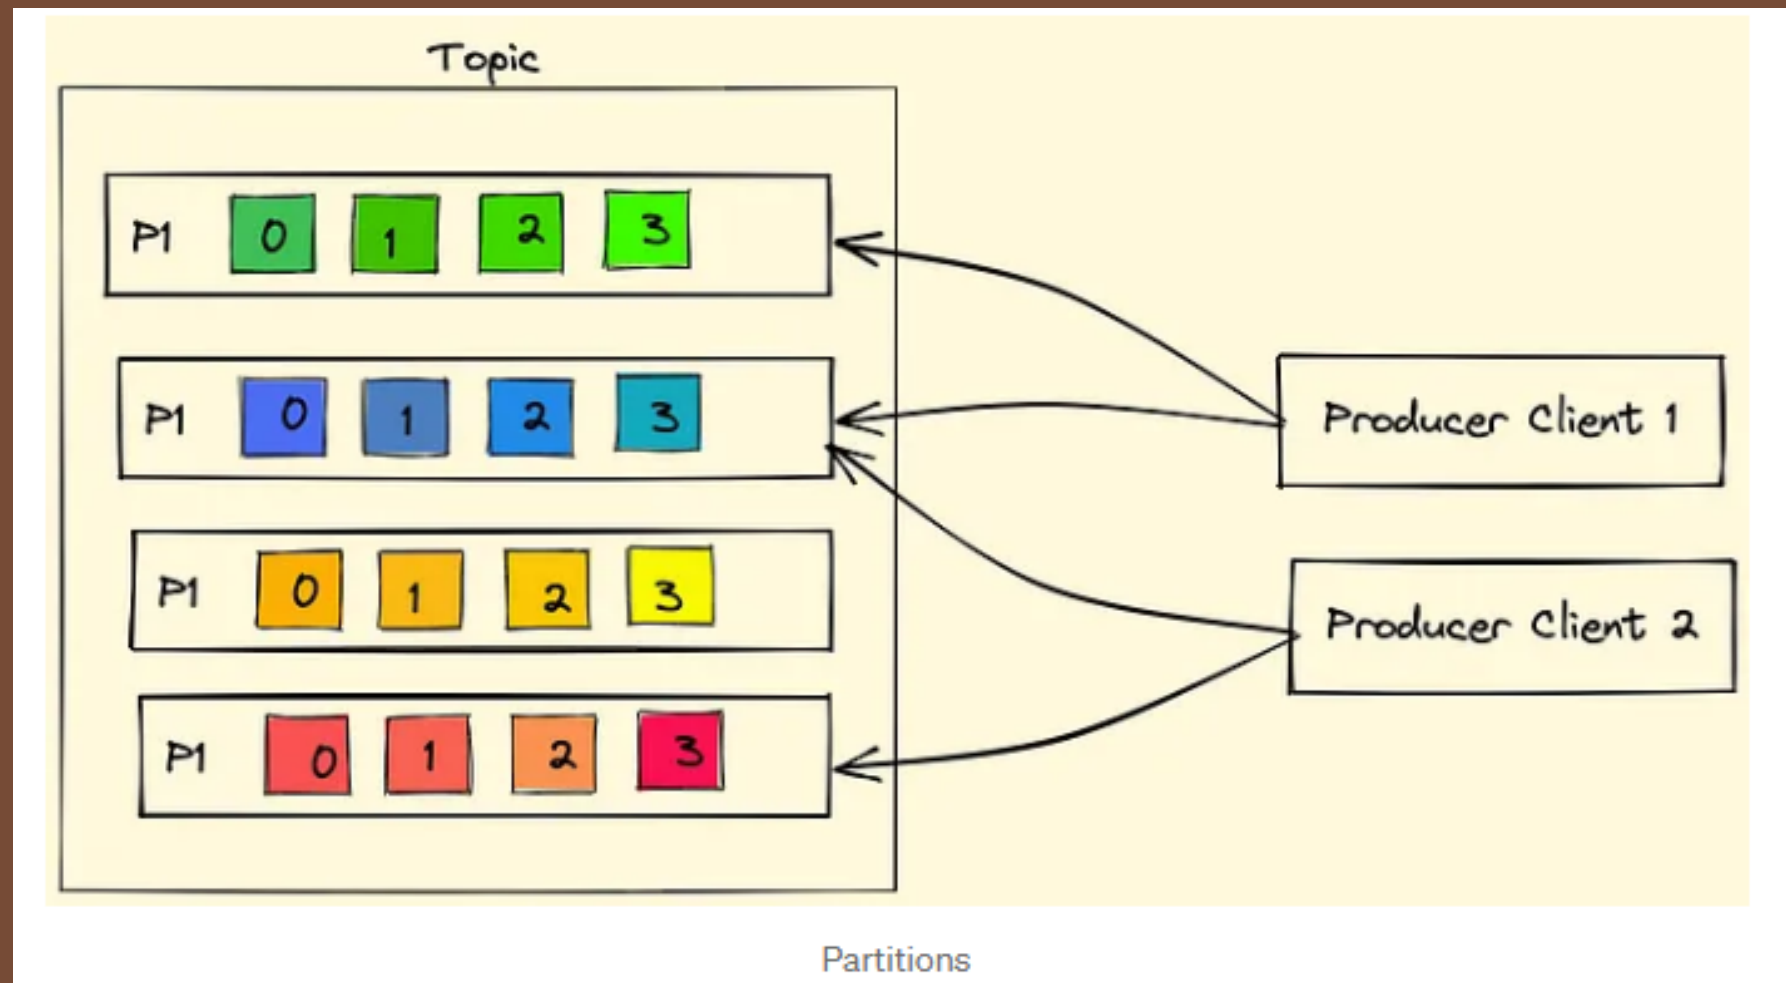 Topic
P1 0 1 2 3
P1 0 1 2 3
Producer Client 1
P1 0 1 2 3
Producer Client 2
P1 0 1 2 3
Partitions